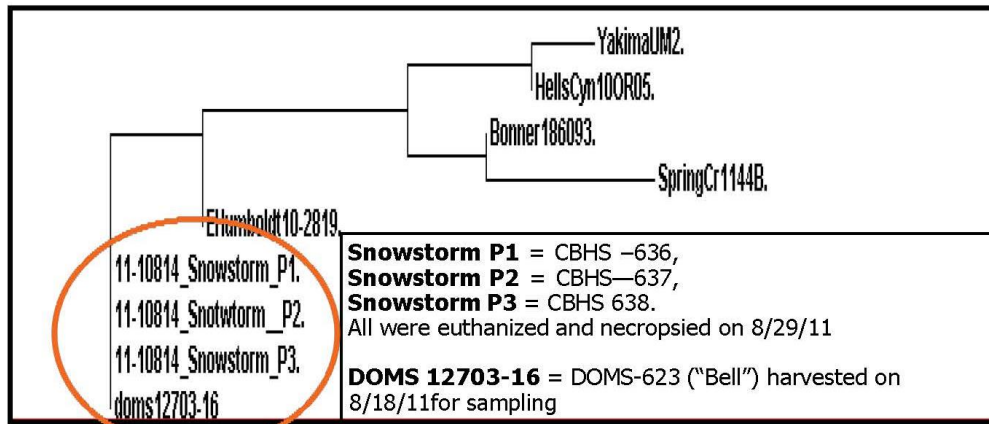 YakimaUM2.
HellsCyn10OR05.
Bonner186093.
SpringCr1144B.
EHumboldt10-2819.
11-10814_Snowstorm_P1.
11-10814_Snotwtorm__P2.
11-10814_Snowstorm_P3.
doms12703-16
Snowstorm P1 = CBHS –636,
Snowstorm P2 = CBHS—637,
Snowstorm P3 = CBHS 638.
All were euthanized and necropsied on 8/29/11
DOMS 12703-16 = DOMS-623 (“Bell”) harvested on
8/18/11for sampling